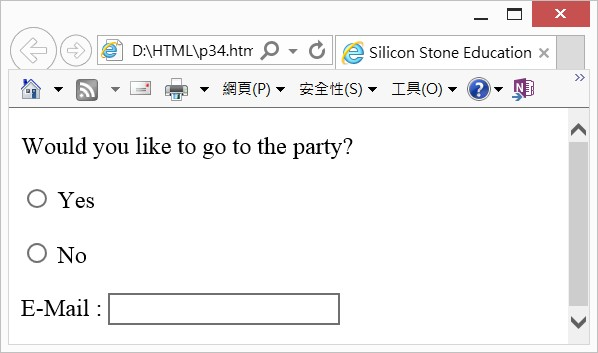 D:\HTML\p34.htm
Silicon Stone Education
網頁(P) 安全性(S) 工具(O)
Would you like to go to the party?
Yes
No
E-Mail :